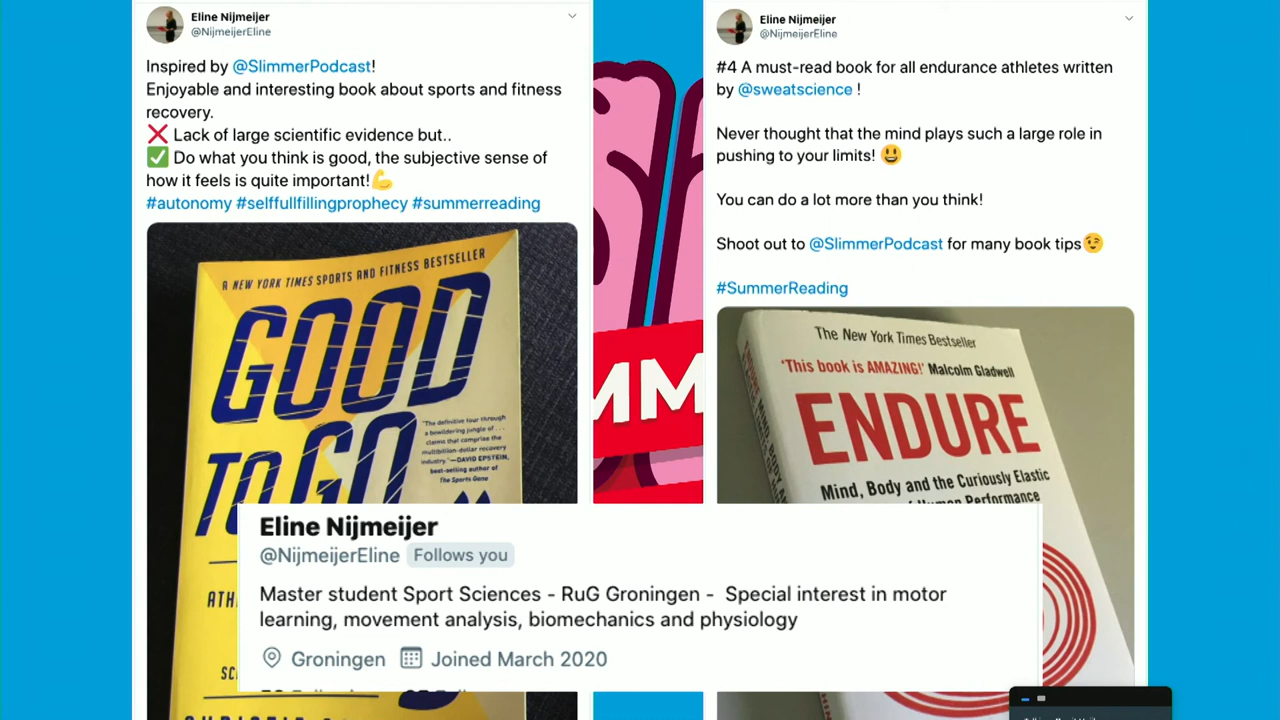 Eline Nijmeijer
@NijmeijerEline
Inspired by @SlimmerPodcast!
Enjoyable and interesting book about sports and fitness
recovery.
❌ Lack of large scientific evidence but..
✅ Do what you think is good, the subjective sense of
how it feels is quite important!💪
#autonomy #selffullfillingprophecy #summerreading
A NEW YORK TIMES SPORTS AND FITNESS BESTSELLER
GOOD
TO GO
"The definitive tour through
a bewildering jungle of . . .
claims that comprise the
multibillion-dollar recovery
industry."—DAVID EPSTEIN,
best-selling author of
The Sports Gene
ATH
SC
MM
Eline Nijmeijer
@NijmeijerEline
#4 A must-read book for all endurance athletes written
by @sweatscience !
Never thought that the mind plays such a large role in
pushing to your limits! 😃
You can do a lot more than you think!
Shoot out to @SlimmerPodcast for many book tips😉
#SummerReading
The New York Times Bestseller
'This book is AMAZING!' Malcolm Gladwell
ENDURE
Mind, Body and the Curiously Elastic
Performance
Eline Nijmeijer
@NijmeijerEline Follows you
Master student Sport Sciences - RuG Groningen - Special interest in motor
learning, movement analysis, biomechanics and physiology
Groningen Joined March 2020